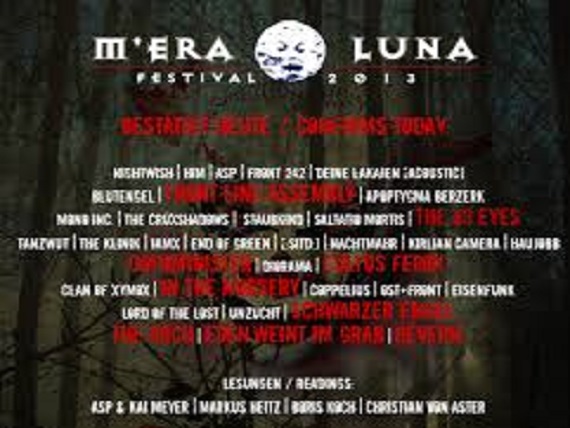 M'ERA LUNA
FESTIVAL 2013
BESTÄTIGT HEUTE / CONFIRMS TODAY:
NIGHTWISH | HIM | ASP | FRONT 242 | DEINE LAKAIEN [ACOUSTIC]
BLUTENGEL | FRONT LINE ASSEMBLY | APOPTYGMA BERZERK
MONO INC. | THE CRÜXSHADOWS | STAUBKIND | SALTATIO MORTIS | THE 69 EYES
TANZWUT | THE KLINIK | IAMX | END OF GREEN | [:SITD:] | NACHTMAHR | KIRLIAN CAMERA | HAUJOBB
| DIORAMA |
CLAN OF XYMOX | IN THE NURSERY | COPPELIUS | OST+FRONT | EISENFUNK
LORD OF THE LOST | UNZUCHT | SCHWARZER ENGEL
| EDEN WEINT IM GRAB |
LESUNGEN / READINGS:
ASP & KAI MEYER | MARKUS HEITZ | BORIS KOCH | CHRISTIAN VON ASTER